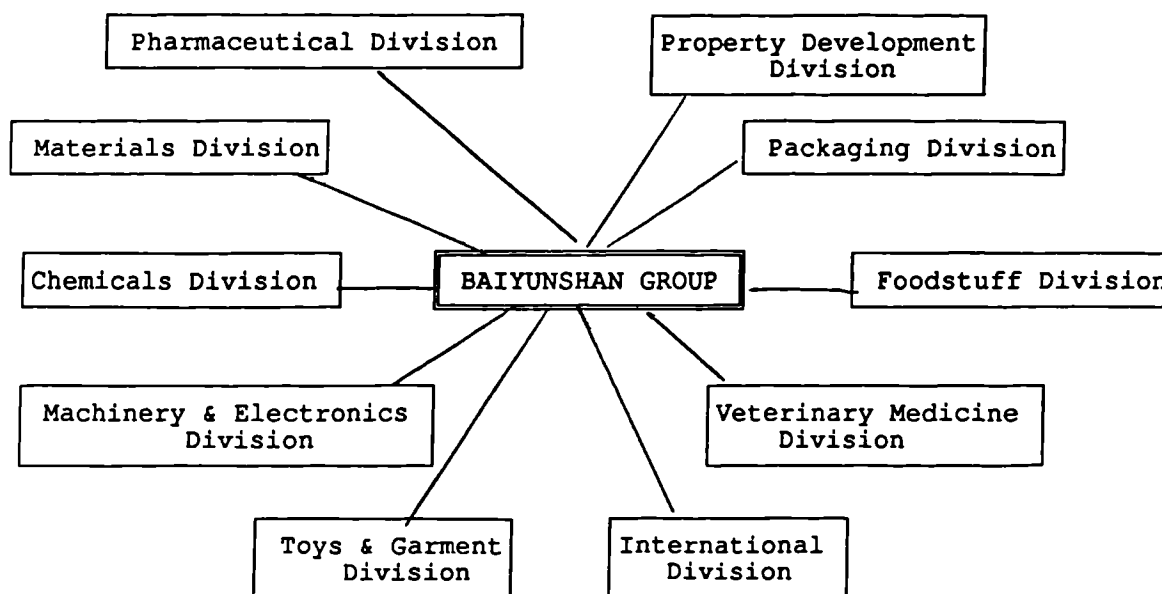 Pharmaceutical Division
Property Development
Division
Materials Division
Packaging Division
Chemicals Division
BAIYUNSHAN GROUP
Foodstuff Division
Machinery & Electronics
Division
Veterinary Medicine
Division
Toys & Garment
Division
International
Division